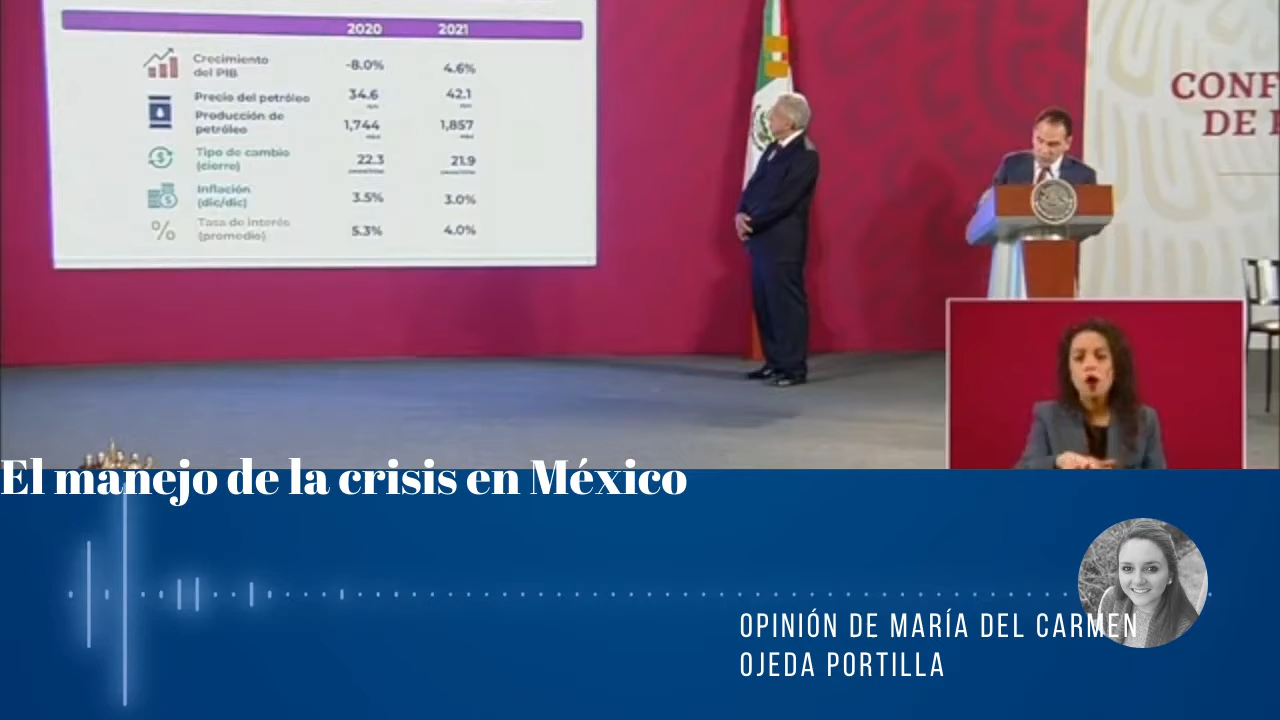 2020 2021
Crecimiento
del PIB
-8.0% 4.6%
Precio del petróleo
34.6 42.1
Producción de
petróleo
1,744 1,857
Tipo de cambio
(cierre)
22.3 21.9
Inflación
(dic/dic)
3.5% 3.0%
%
Tasa de interés
(promedio)
5.3% 4.0%
CONF
DE
El manejo de la crisis en México
OPINIÓN DE MARÍA DEL CARMEN
OJEDA PORTILLA